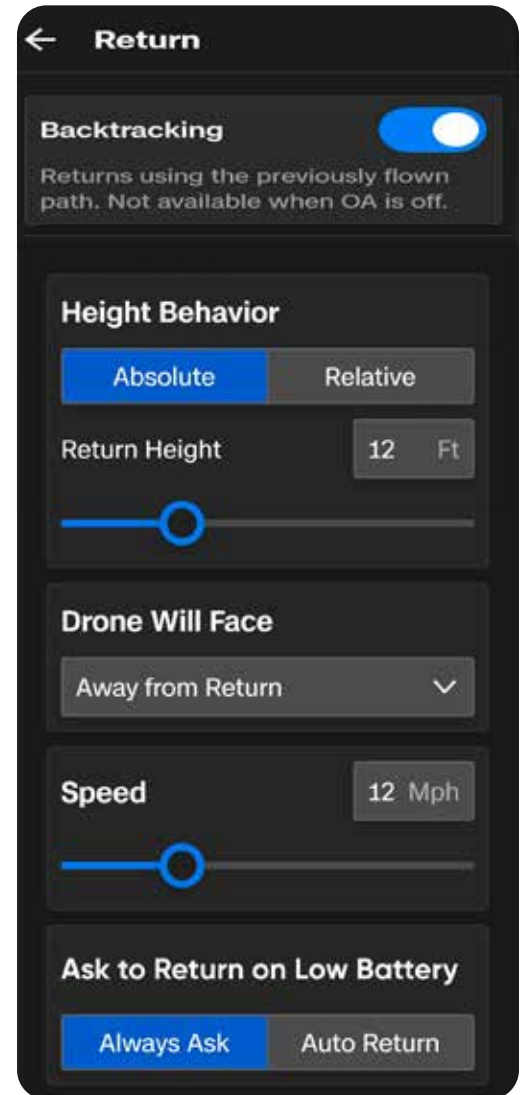 Return
Backtracking
Returns using the previously flown
path. Not available when OA is off.
Height Behavior
Absolute Relative
Return Height 12 Ft
Drone Will Face
Away from Return
Speed 12 Mph
Ask to Return on Low Battery
Always Ask Auto Return